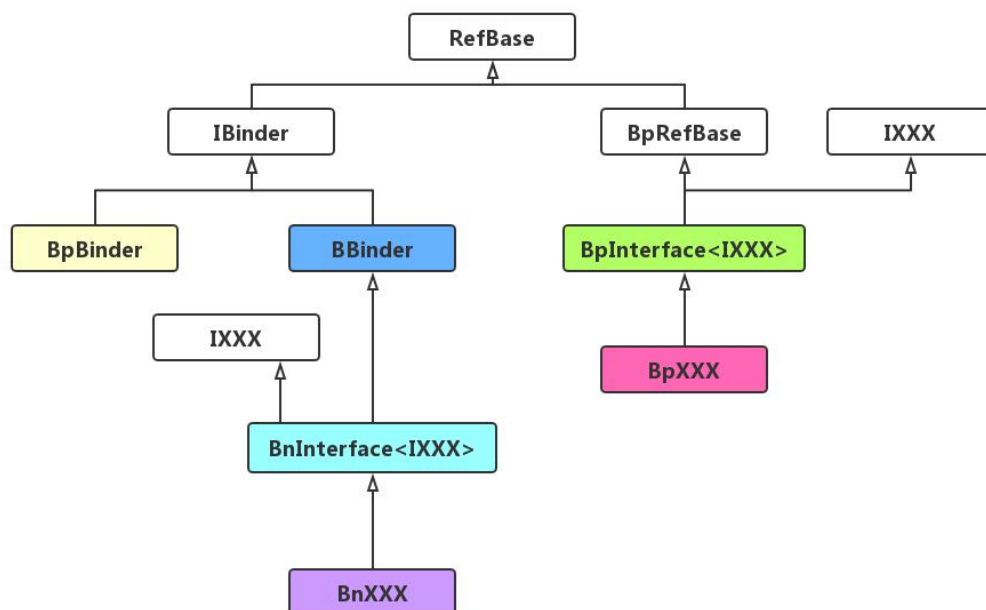 RefBase
IBinder
BpRefBase
IXXX
BpBinder
BBinder
BpInterface<IXXX>
IXXX
BpXXX
BnInterface<IXXX>
BnXXX